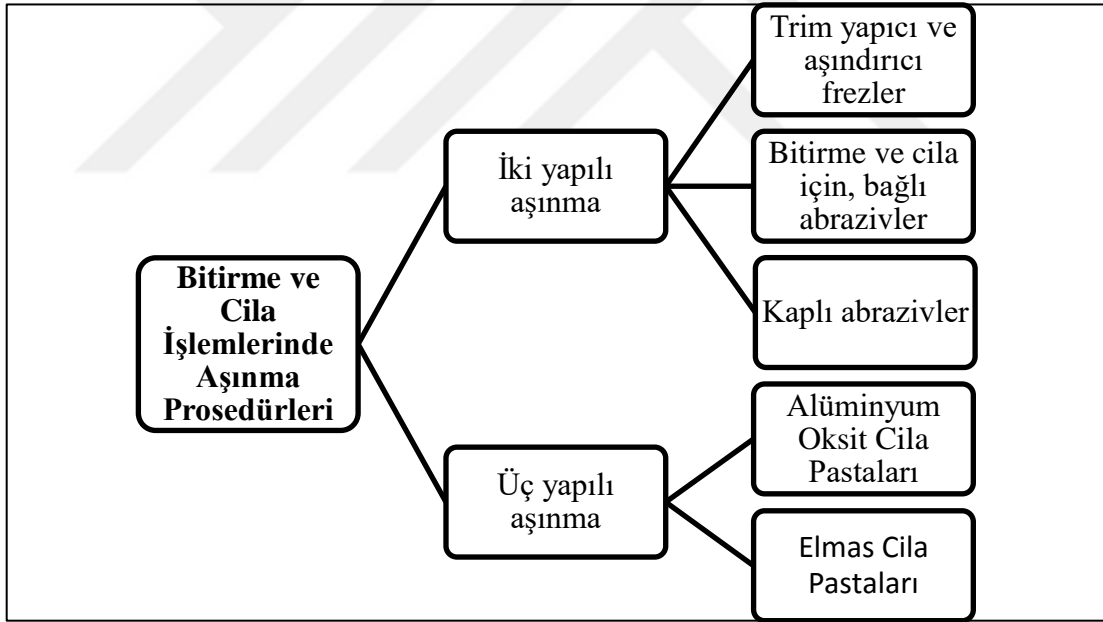 Trim yapıcı ve
aşındırıcı
frezler
İki yapılı
aşınma
Bitirme ve cila
için, bağlı
abrazivler
Kaplı abrazivler
Bitirme ve
Cila
İşlemlerinde
Aşınma
Prosedürleri
Üç yapılı
aşınma
Alüminyum
Oksit Cila
Pastaları
Elmas Cila
Pastaları